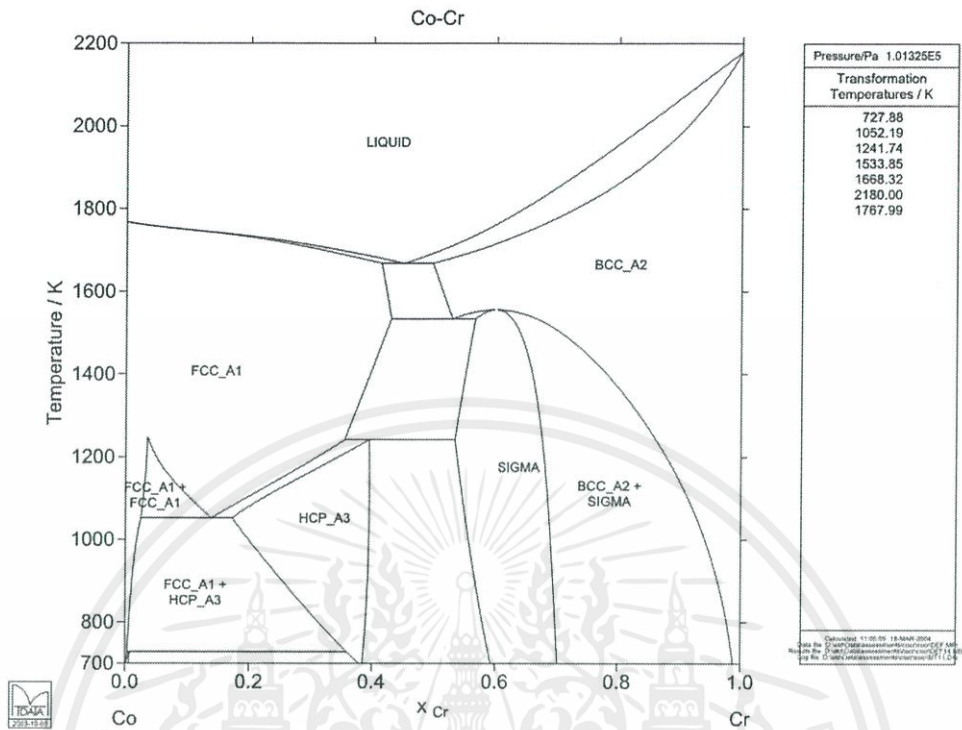 Co-Cr
2200
2000
1800
1600
1400
1200
1000
800
700
Temperature / K
LIQUID
BCC_A2
FCC_A1
FCC_A1 +
FCC_A1
SIGMA
BCC_A2 +
SIGMA
HCP_A3
FCC_A1 +
HCP_A3
0.0
0.2
0.4
0.6
0.8
1.0
Co
x Cr
Cr
Pressure/Pa 1.01325E5
Transformation
Temperatures / K
727.88
1052.19
1241.74
1533.85
1668.32
2180.00
1767.99